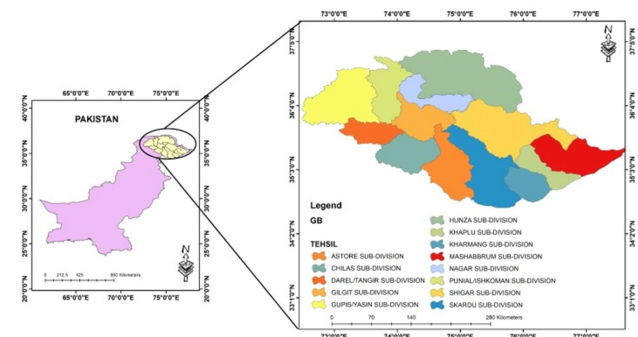 65°0'0"E 70°0'0"E 75°0'0"E
PAKISTAN
N
0 212.5 425 850 Kilometers
73°0'0"E 74°0'0"E 75°0'0"E 76°0'0"E 77°0'0"E
N
Legend
GB
TEHSIL
ASTORE SUB-DIVISION
CHILAS SUB-DIVISION
DAREL/TANGIR SUB-DIVISION
GILGIT SUB-DIVISION
GUPIS/YASIN SUB-DIVISION
HUNZA SUB-DIVISION
KHAPLU SUB-DIVISION
KHARMANG SUB-DIVISION
MASHABBRUM SUB-DIVISION
NAGAR SUB-DIVISION
PUNIAL/ISHKOMAN SUB-DIVISION
SHIGAR SUB-DIVISION
SKARDU SUB-DIVISION
0 70 140 280 Kilometers
73°0'0"E 74°0'0"E 75°0'0"E 76°0'0"E 77°0'0"E
65°0'0"E 70°0'0"E 75°0'0"E